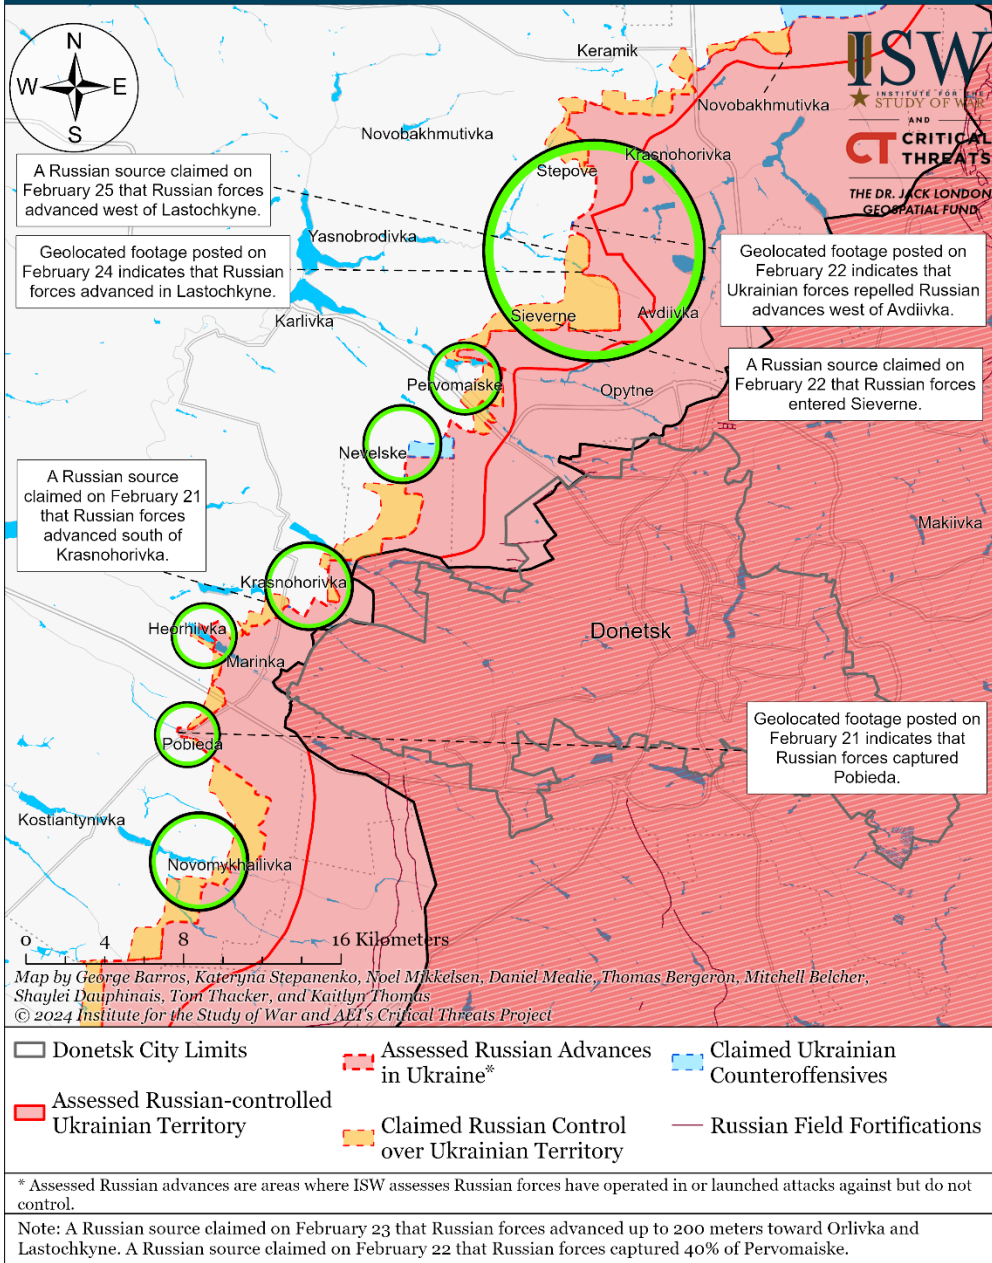 N
W
E
S
Keramik
ISW
INSTITUTE FOR THE
STUDY OF WAR
AND
CT CRITICAL
THREATS
THE DR. JACK LONDON
GEOSPATIAL FUND
Novobakhmutivka
Novobakhmutivka
Krasnohorivka
Stepove
A Russian source claimed on
February 25 that Russian forces
advanced west of Lastochkyne.
Yasnobrodivka
Geolocated footage posted on
February 24 indicates that Russian
forces advanced in Lastochkyne.
Geolocated footage posted on
February 22 indicates that
Ukrainian forces repelled Russian
advances west of Avdiivka.
Karlivka
Sieverne
Avdiivka
A Russian source claimed on
February 22 that Russian forces
entered Sieverne.
Pervomaiske
Opytne
Nevelske
A Russian source
claimed on February 21
that Russian forces
advanced south of
Krasnohorivka.
Makiivka
Krasnohorivka
Heorhiivka
Donetsk
Marinka
Pobieda
Geolocated footage posted on
February 21 indicates that
Russian forces captured
Pobieda.
Kostiantynivka
Novomykhailivka
0 4 8 16 Kilometers
Map by George Barros, Kateryna Stepanenko, Noel Mikkelsen, Daniel Mealie, Thomas Bergeron, Mitchell Belcher,
Shaylei Dauphinais, Tom Thacker, and Kaitlyn Thomas
© 2024 Institute for the Study of War and AEI's Critical Threats Project
Donetsk City Limits
Assessed Russian-controlled
Ukrainian Territory
Assessed Russian Advances
in Ukraine*
Claimed Russian Control
over Ukrainian Territory
Claimed Ukrainian
Counteroffensives
Russian Field Fortifications
* Assessed Russian advances are areas where ISW assesses Russian forces have operated in or launched attacks against but do not
control.
Note: A Russian source claimed on February 23 that Russian forces advanced up to 200 meters toward Orlivka and
Lastochkyne. A Russian source claimed on February 22 that Russian forces captured 40% of Pervomaiske.